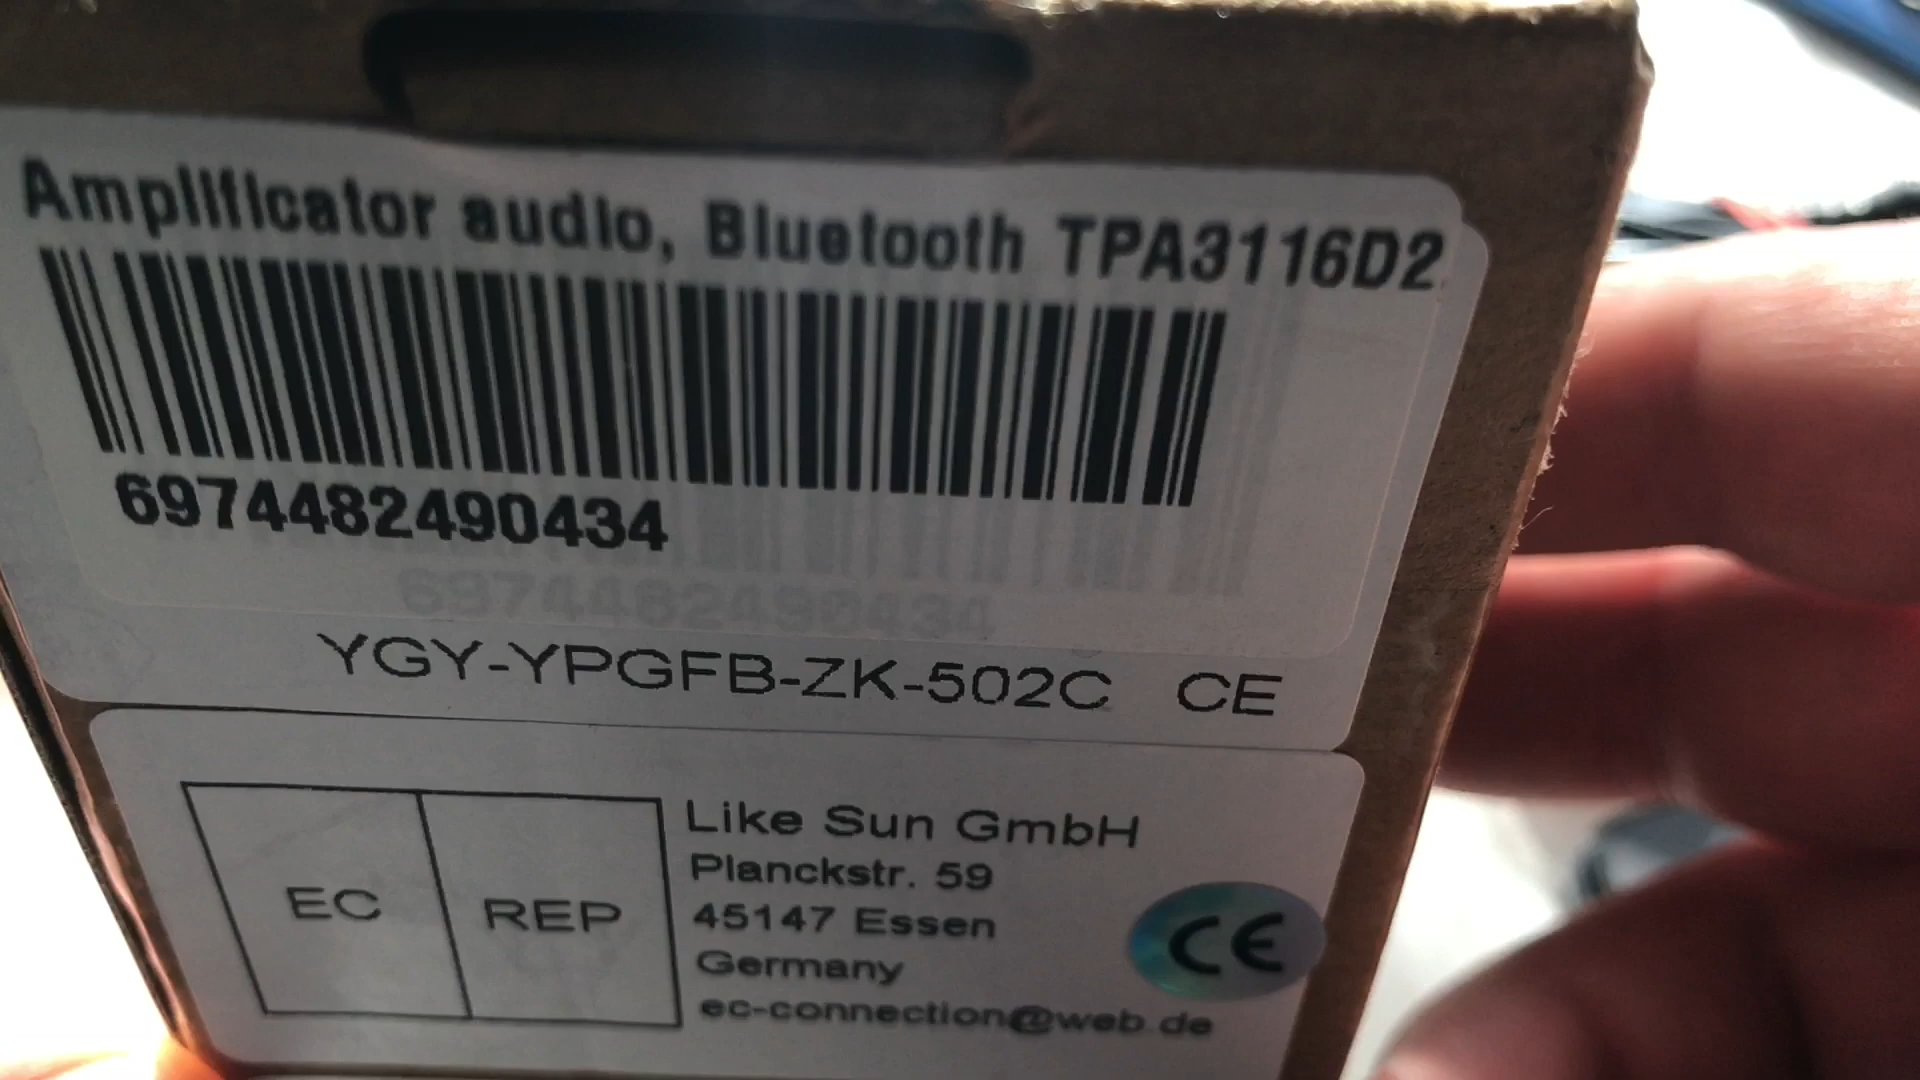 Amplificator audio, Bluetooth TPA3116D2
6974482490434
6974482490434
YGY-YPGFB-ZK-502C CE
EC REP
Like Sun GmbH
Planckstr. 59
45147 Essen
Germany
ec-connection@web.de
CE